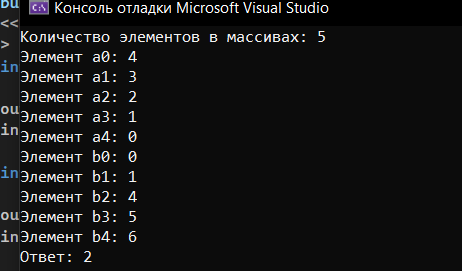 Консоль отладки Microsoft Visual Studio
Количество элементов в массивах: 5
Элемент a0: 4
Элемент a1: 3
Элемент a2: 2
Элемент a3: 1
Элемент a4: 0
Элемент b0: 0
Элемент b1: 1
Элемент b2: 4
Элемент b3: 5
Элемент b4: 6
Ответ: 2